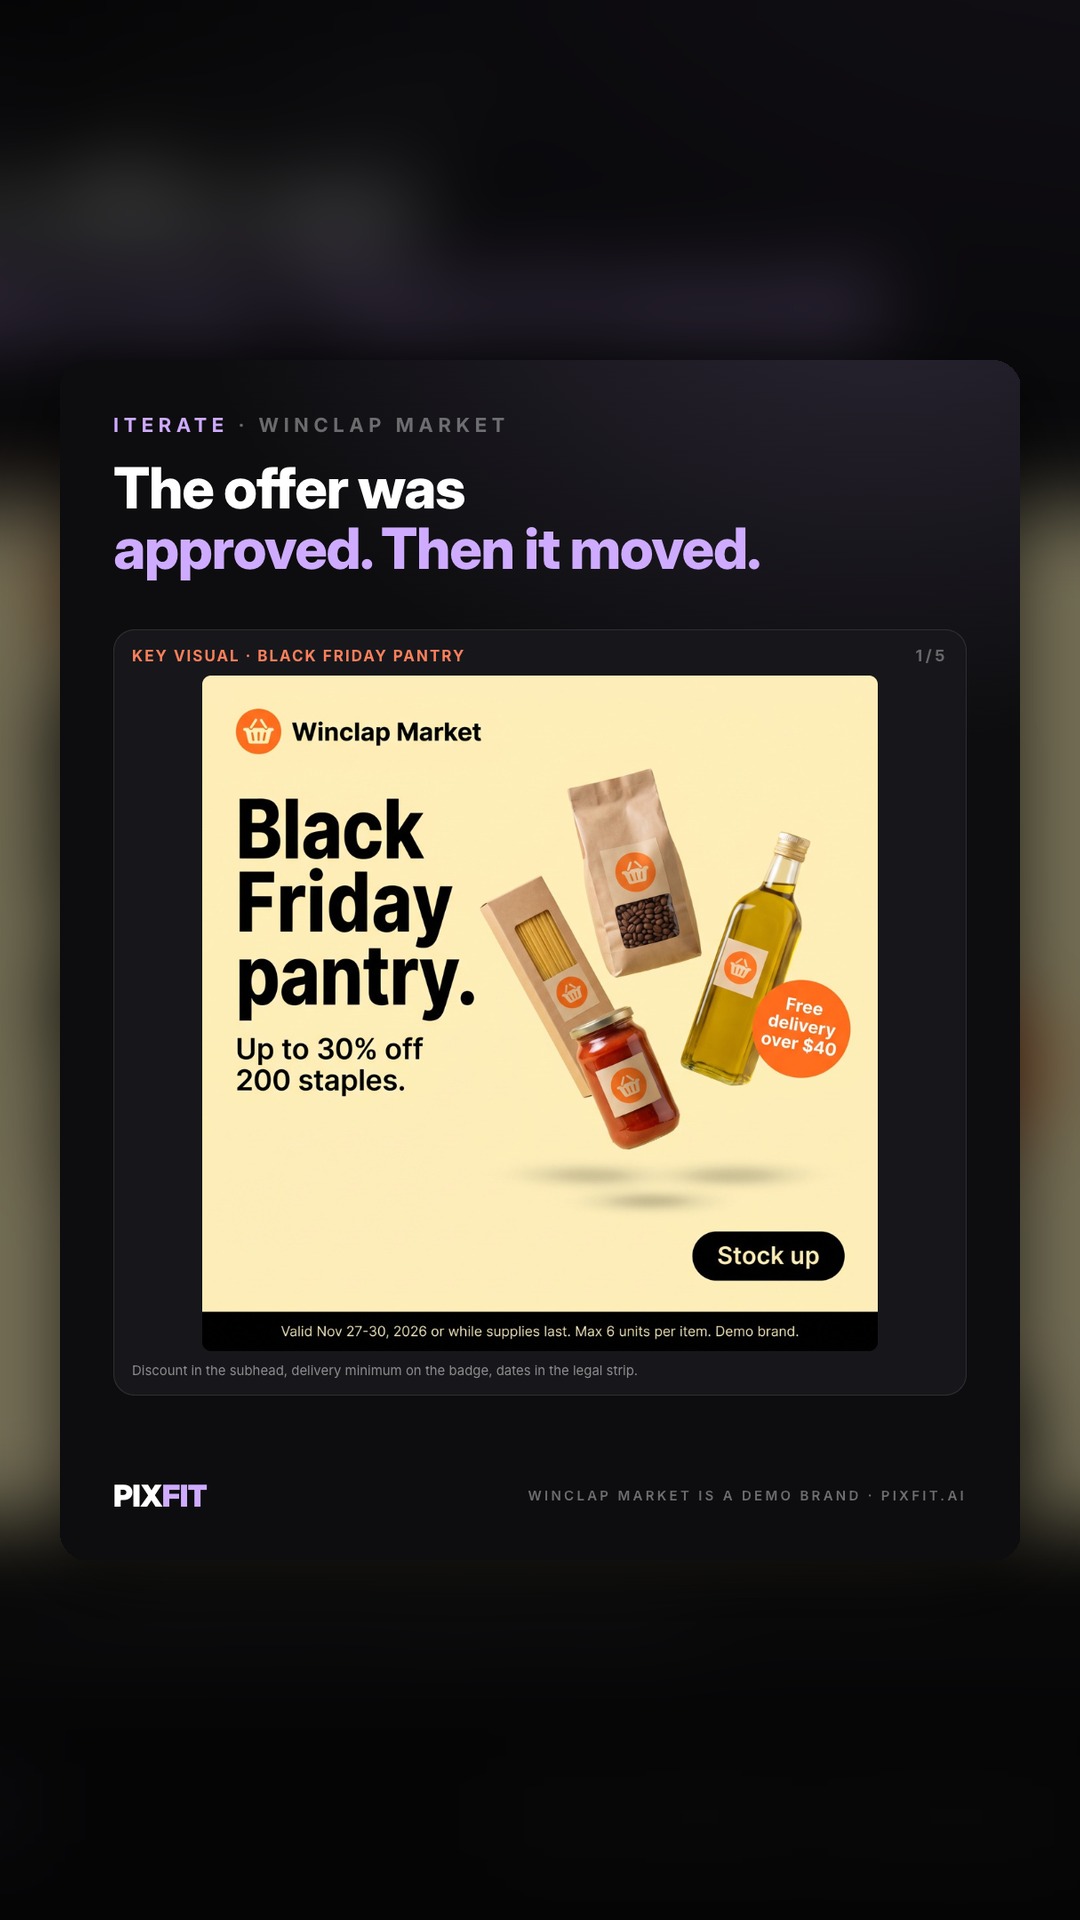 ITERATE · WINCLAP MARKET
The offer was
approved. Then it moved.
KEY VISUAL · BLACK FRIDAY PANTRY
1/5
Winclap Market
Black
Friday
pantry.
Up to 30% off
200 staples.
Free
delivery
over $40
Stock up
Valid Nov 27-30, 2026 or while supplies last. Max 6 units per item. Demo brand.
Discount in the subhead, delivery minimum on the badge, dates in the legal strip.
PIXFIT
WINCLAP MARKET IS A DEMO BRAND · PIXFIT.AI